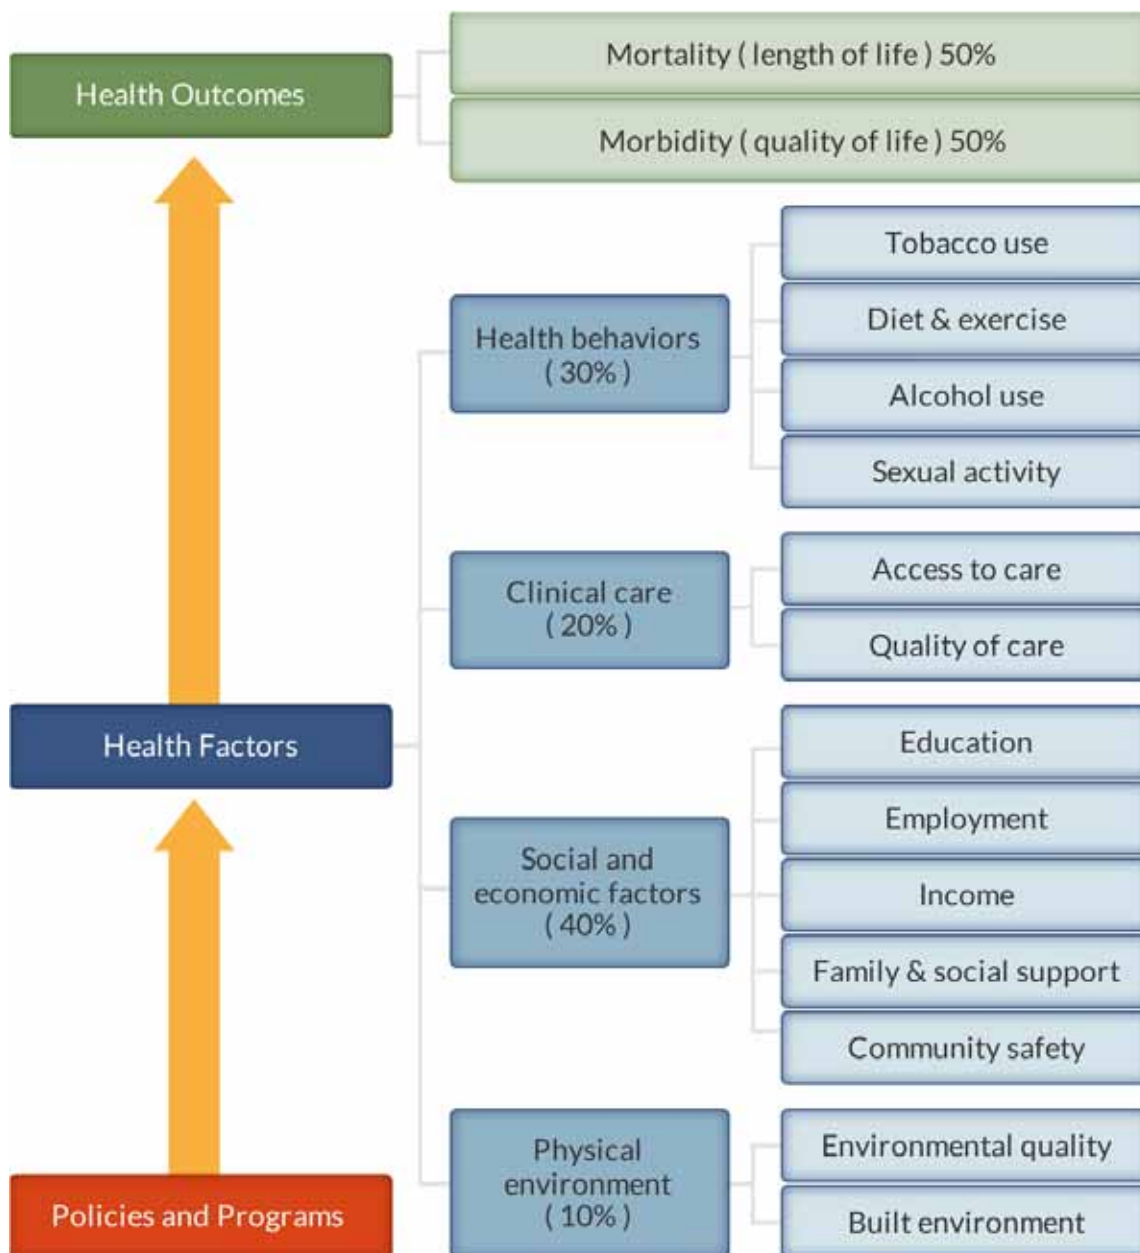 Health Outcomes
Mortality ( length of life ) 50%
Morbidity ( quality of life ) 50%
Health behaviors
( 30% )
Tobacco use
Diet & exercise
Alcohol use
Sexual activity
Clinical care
( 20% )
Access to care
Quality of care
Health Factors
Social and
economic factors
( 40% )
Education
Employment
Income
Family & social support
Community safety
Physical
environment
( 10% )
Environmental quality
Built environment
Policies and Programs